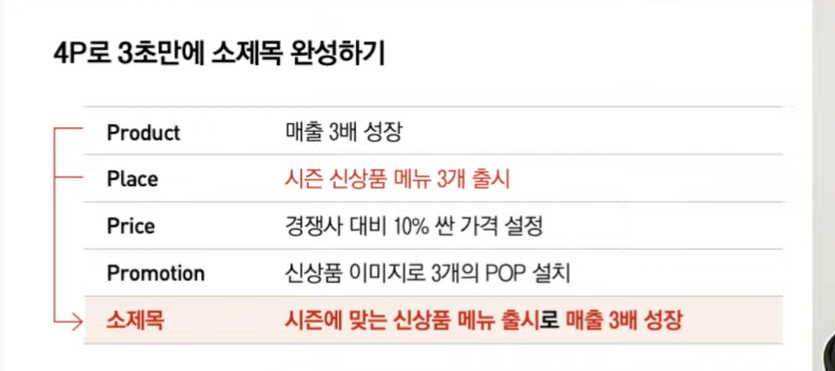 4P로 3초만에 소제목 완성하기
Product 매출 3배 성장
Place 시즌 신상품 메뉴 3개 출시
Price 경쟁사 대비 10% 싼 가격 설정
Promotion 신상품 이미지로 3개의 POP 설치
소제목 시즌에 맞는 신상품 메뉴 출시로 매출 3배 성장